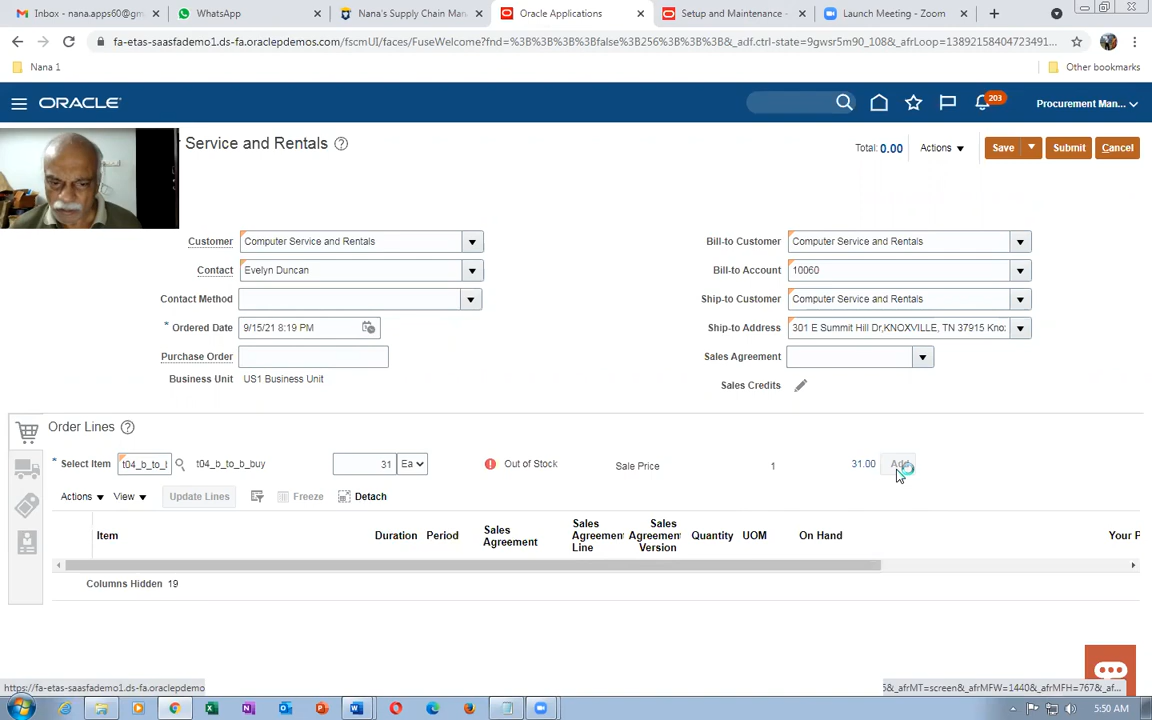 Inbox - nana.apps60@gm
WhatsApp
Nana's Supply Chain Man
Oracle Applications
Setup and Maintenance -
Launch Meeting - Zoom
fa-etas-saasfademo1.ds-fa.oraclepdemos.com/fscmUI/faces/FuseWelcome?fnd=%3B%3B%3B%3Bfalse%3B256%3B%3B%3B&_adf.ctrl-state=9gwsr5m90_108&_afrLoop=13892158404723491...
Nana 1
Other bookmarks
ORACLE
203
Procurement Man...
Service and Rentals
Total: 0.00
Actions
Save
Submit
Cancel
Customer Computer Service and Rentals
Bill-to Customer Computer Service and Rentals
Contact Evelyn Duncan
Bill-to Account 10060
Contact Method
Ship-to Customer Computer Service and Rentals
* Ordered Date 9/15/21 8:19 PM
Ship-to Address 301 E Summit Hill Dr,KNOXVILLE, TN 37915 Kno:
Purchase Order
Sales Agreement
Business Unit US1 Business Unit
Sales Credits
Order Lines
* Select Item t04_b_to_b t04_b_to_b_buy 31 Ea Out of Stock Sale Price 1 31.00 Add
Actions View Update Lines Freeze Detach
Item Duration Period Sales Agreement Sales Agreement Line Sales Agreement Version Quantity UOM On Hand Your P
Columns Hidden 19
https://fa-etas-saasfademo1.ds-fa.oraclepdemo
5&_afrMT=screen&_afrMFW=1440&_afrMFH=767&_af...
5:50 AM